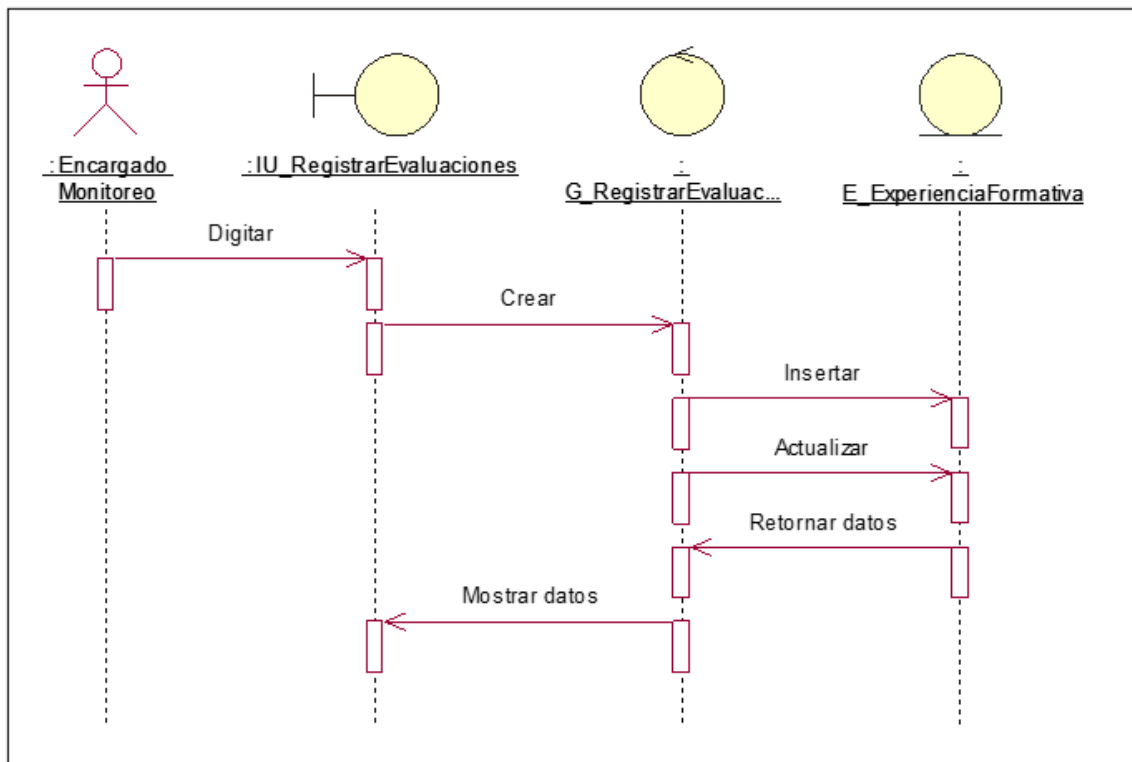 : Encargado
Monitoreo
: IU_RegistrarEvaluaciones
:
G_RegistrarEvaluac...
:
E_ExperienciaFormativa
Digitar
Crear
Insertar
Actualizar
Retornar datos
Mostrar datos